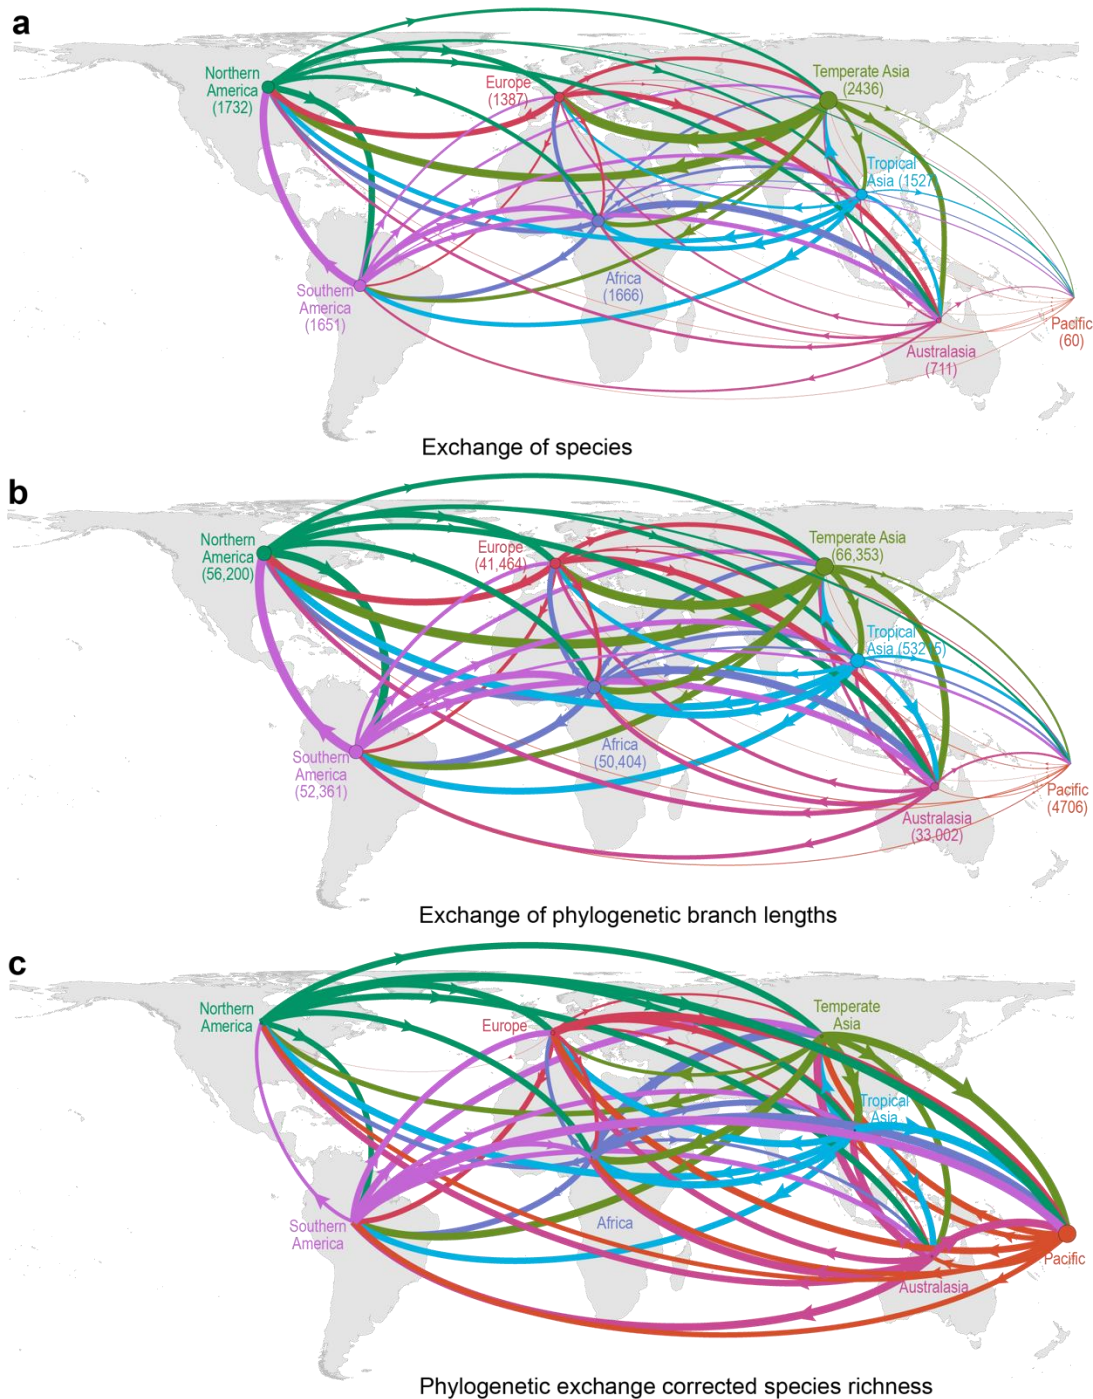 a
Northern
America
(1732)
Europe
(1387)
Temperate Asia
(2436)
Tropical
Asia (1527
Africa
(1666)
Southern
America
(1651)
Pacific
(60)
Australasia
(711)
Exchange of species
b
Northern
America
(56,200)
Europe
(41,464)
Temperate Asia
(66,353)
Tropical
Asia
Africa
(50,404)
Southern
America
(52,361)
Pacific
(4706)
Australasia
(33,002)
Exchange of phylogenetic branch lengths
c
Northern
America
Europe
Temperate
Asia
Tropical
Asia
Africa
Southern
America
Pacific
Australasia
Phylogenetic exchange corrected species richness